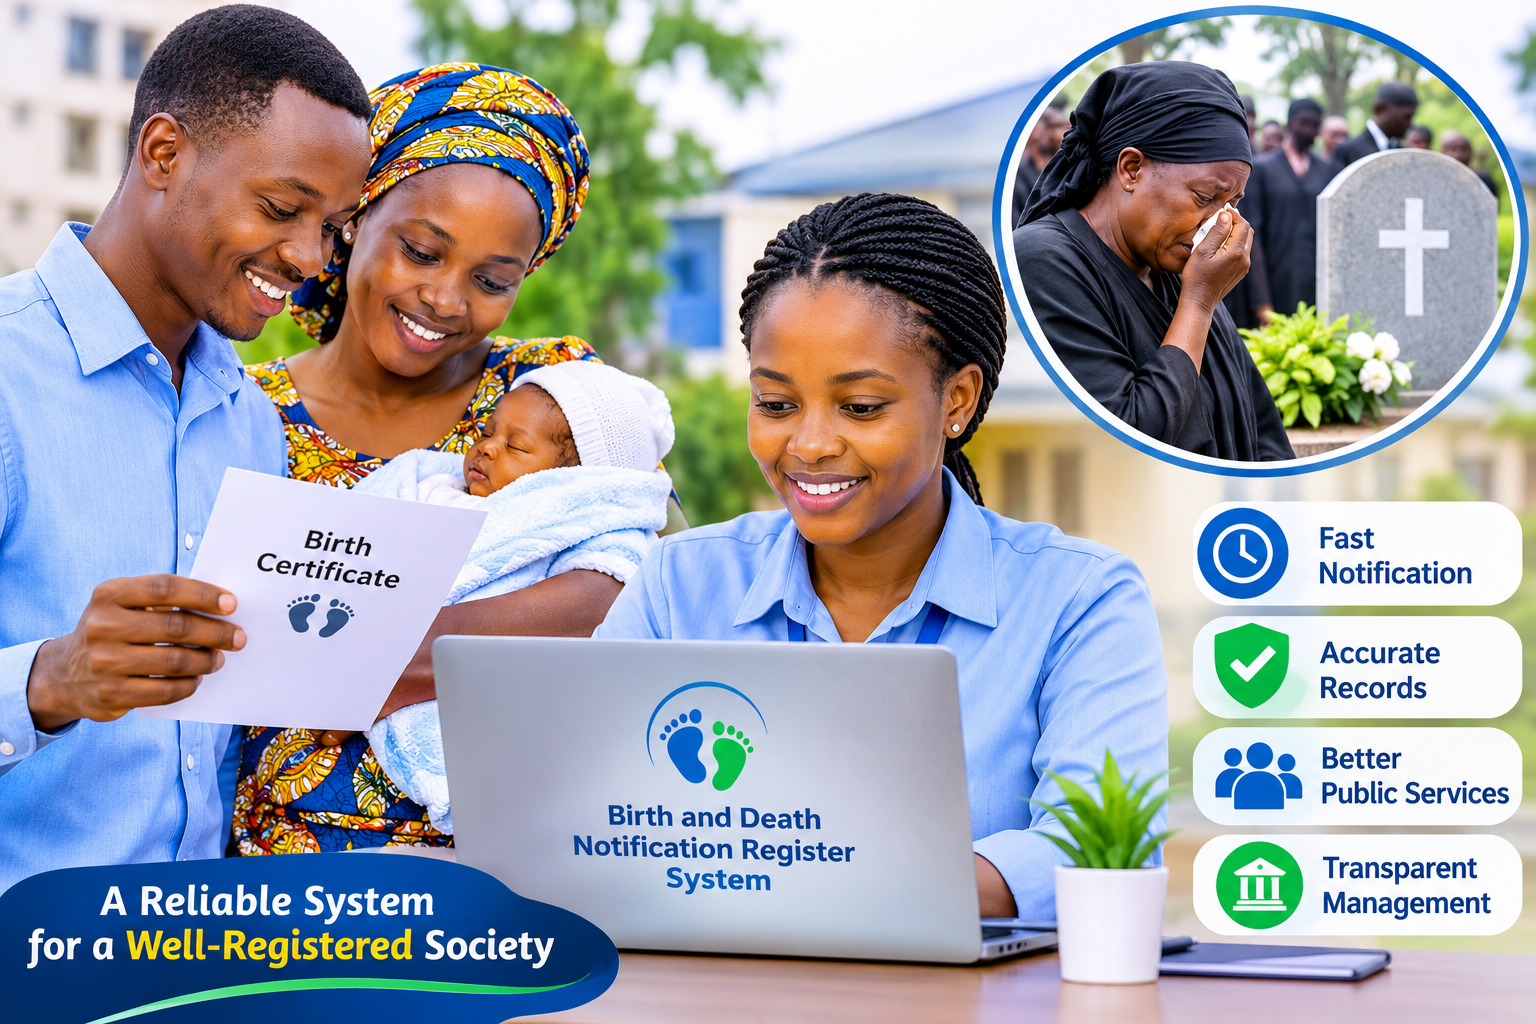 Birth
Certificate
Birth and Death
Notification Register
System
A Reliable System
for a Well-Registered Society
Fast
Notification
Accurate
Records
Better
Public Services
Transparent
Management